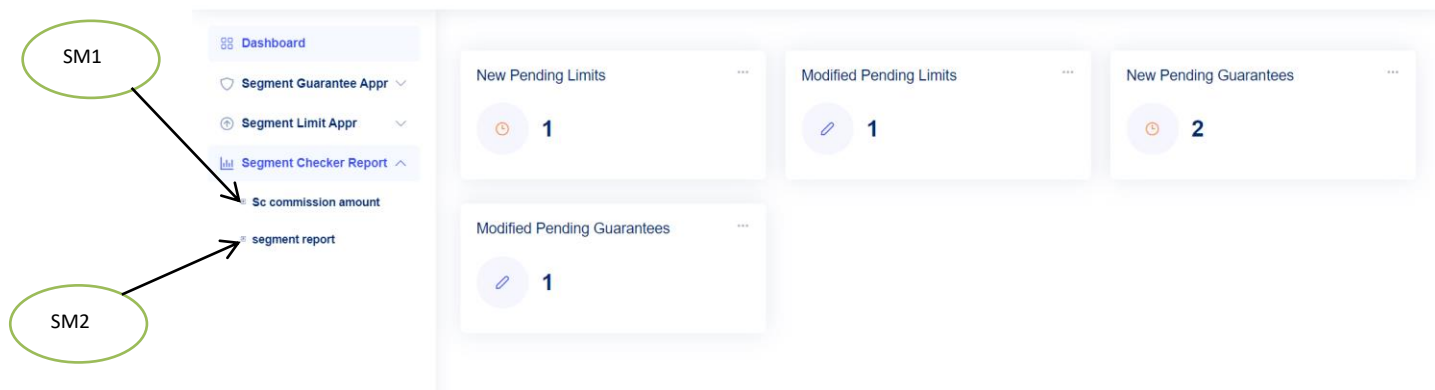 SM1
SM2
Dashboard
Segment Guarantee Appr
Segment Limit Appr
Segment Checker Report
Sc commission amount
segment report
New Pending Limits
1
Modified Pending Limits
1
New Pending Guarantees
2
Modified Pending Guarantees
1